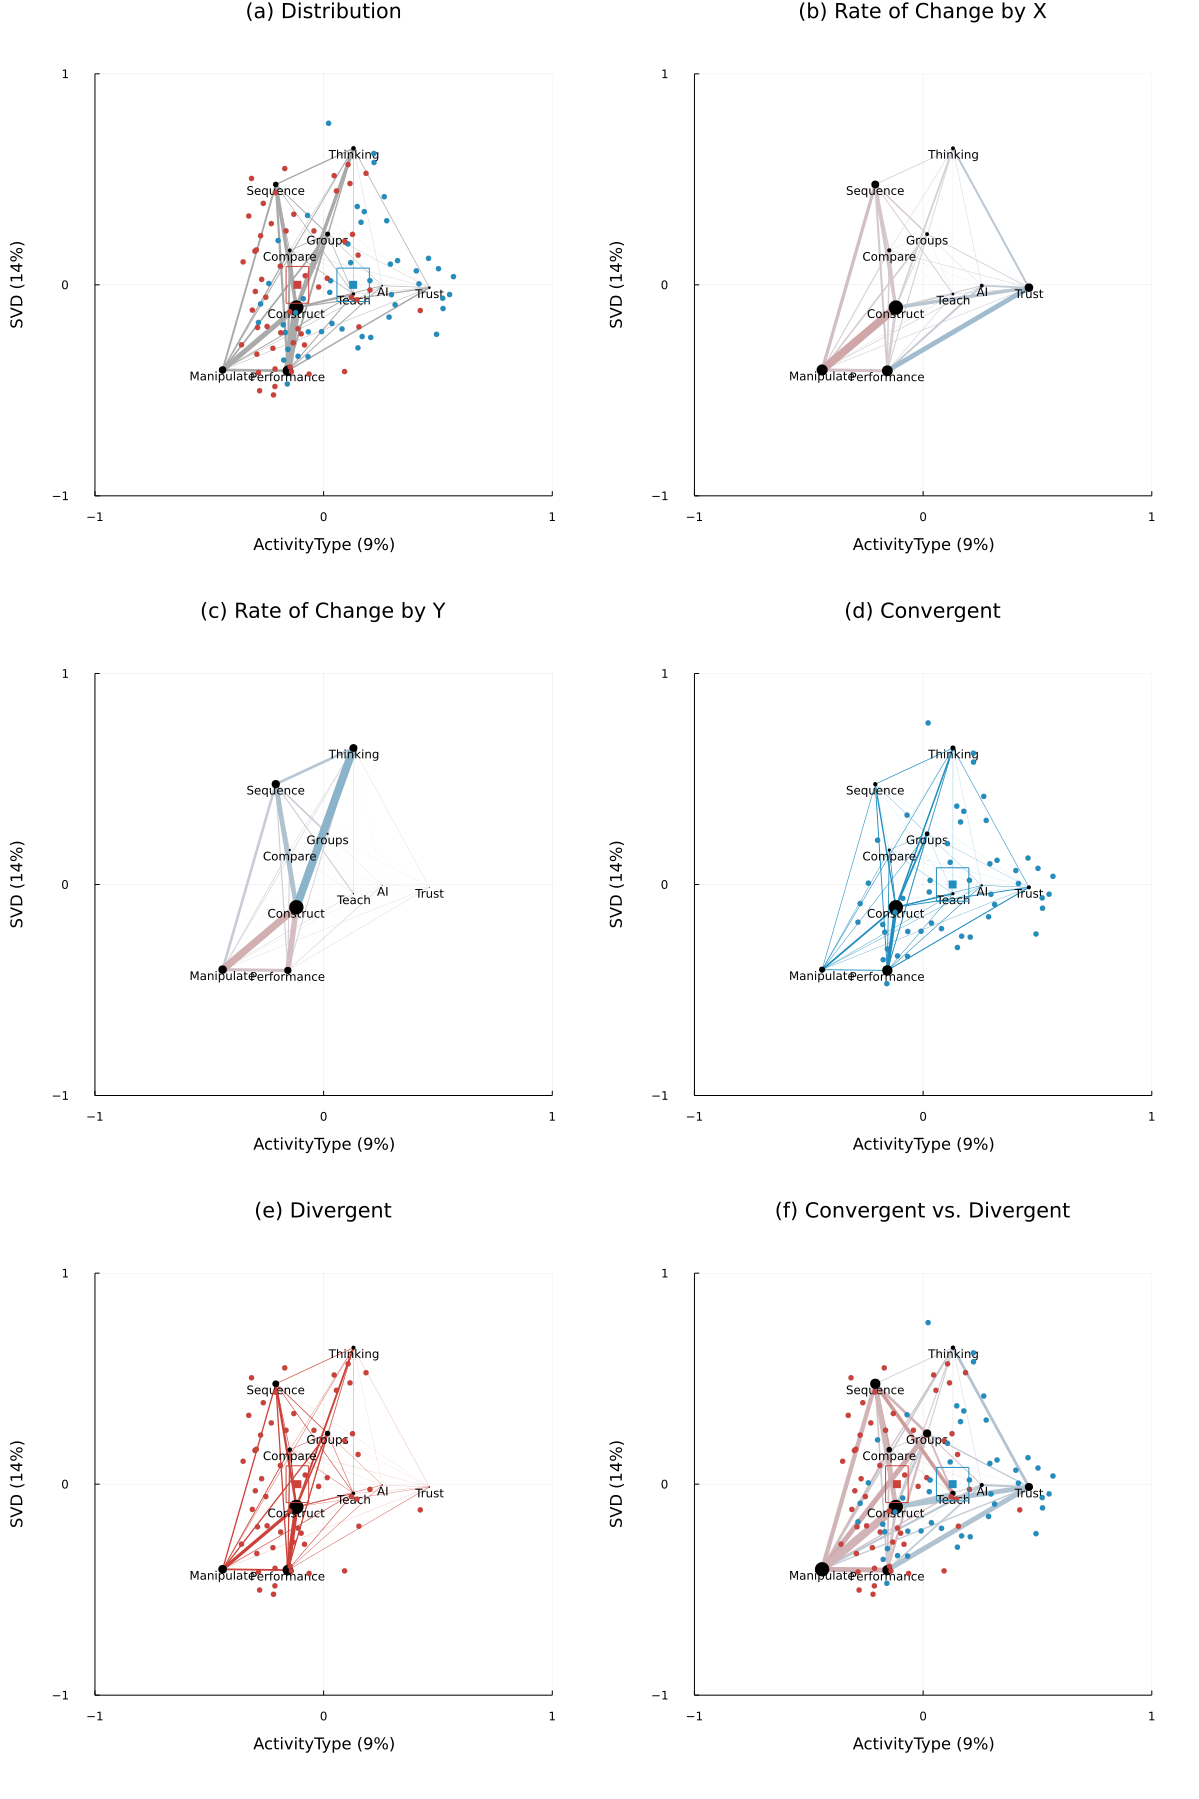 (a) Distribution
(b) Rate of Change by X
1
1
Thinking
Thinking
Sequence
Sequence
Groups
Groups
Compare
Compare
SVD (14%)
0
SVD (14%)
0
AI
Trust
Teach
AI
Trust
Teach
Construct
Construct
Manipulate
Performance
Manipulate
Performance
−1
−1
−1
0
1
−1
0
1
ActivityType (9%)
ActivityType (9%)
(c) Rate of Change by Y
(d) Convergent
1
1
Thinking
Thinking
Sequence
Sequence
Groups
Groups
Compare
Compare
SVD (14%)
0
SVD (14%)
0
AI
Trust
Teach
AI
Trust
Teach
Construct
Construct
Manipulate
Performance
Manipulate
Performance
−1
−1
−1
0
1
−1
0
1
ActivityType (9%)
ActivityType (9%)
(e) Divergent
(f) Convergent vs. Divergent
1
1
Thinking
Thinking
Sequence
Sequence
Groups
Groups
Compare
Compare
SVD (14%)
0
SVD (14%)
0
AI
Trust
Teach
AI
Trust
Teach
Construct
Construct
Manipulate
Performance
Manipulate
Performance
−1
−1
−1
0
1
−1
0
1
ActivityType (9%)
ActivityType (9%)